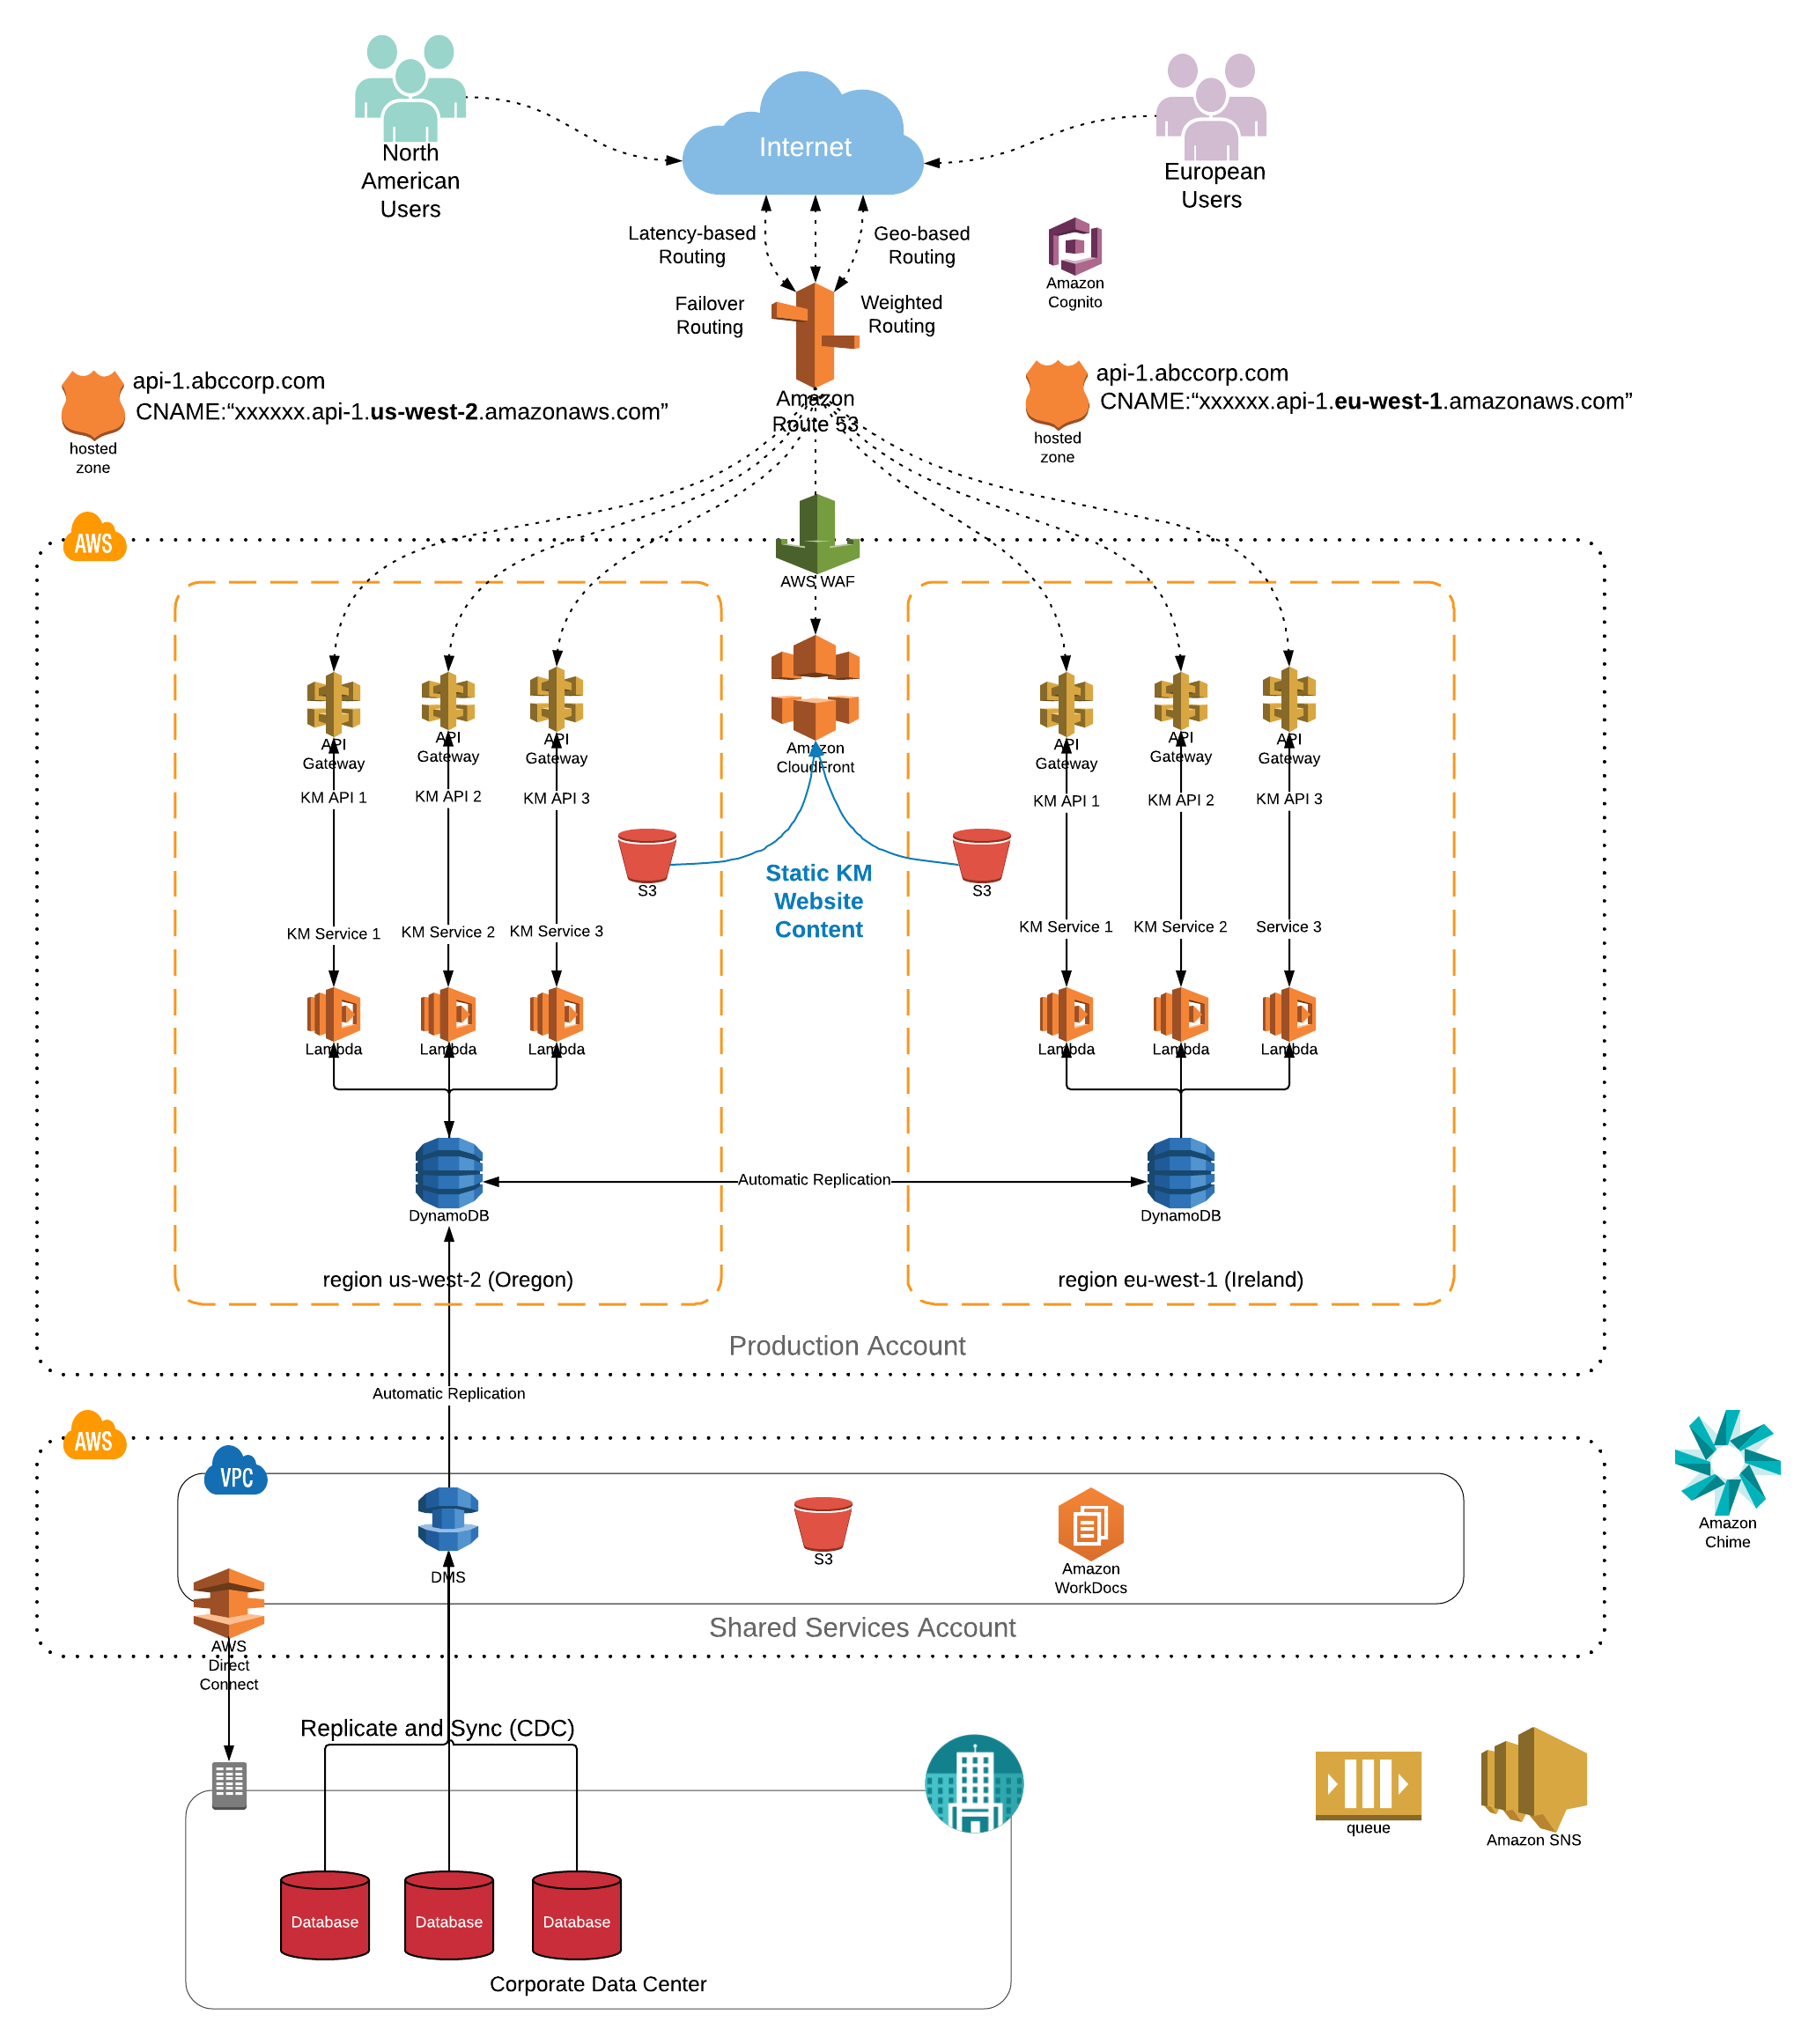 North
American
Users
Internet
European
Users
Latency-based
Routing
Geo-based
Routing
Amazon
Cognito
Failover
Routing
Weighted
Routing
api-1.abccorp.com
CNAME:“xxxxxx.api-1.us-west-2.amazonaws.com”
hosted
zone
Amazon
Route 53
api-1.abccorp.com
CNAME:“xxxxxx.api-1.eu-west-1.amazonaws.com”
hosted
zone
AWS
AWS WAF
API
Gateway
API
Gateway
API
Gateway
Amazon
CloudFront
API
Gateway
API
Gateway
API
Gateway
KM API 1
KM API 2
KM API 3
KM API 1
KM API 2
KM API 3
S3
Static KM
Website
Content
S3
KM Service 1
KM Service 2
KM Service 3
KM Service 1
KM Service 2
Service 3
Lambda
Lambda
Lambda
Lambda
Lambda
Lambda
Automatic Replication
DynamoDB
DynamoDB
region us-west-2 (Oregon)
region eu-west-1 (Ireland)
Production Account
Automatic Replication
AWS
VPC
DMS
S3
Amazon
WorkDocs
Amazon
Chime
Shared Services Account
AWS
Direct
Connect
Replicate and Sync (CDC)
queue
Amazon SNS
Database
Database
Database
Corporate Data Center